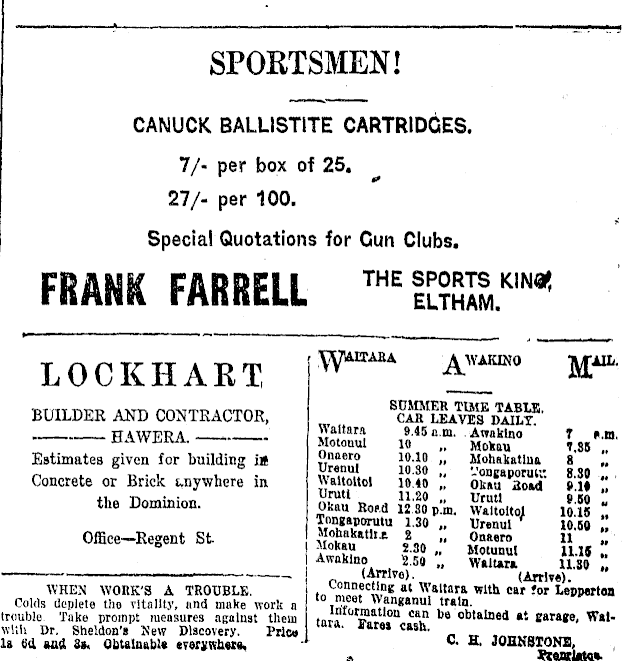 SPORTSMEN!
CANUCK BALLISTITE CARTRIDGES.
7/- per box of 25.
27/- per 100.
Special Quotations for Gun Clubs.
FRANK FARRELL
THE SPORTS KING,
ELTHAM.
LOCKHART
BUILDER AND CONTRACTOR,
HAWERA.
Estimates given for building in
Concrete or Brick anywhere in
the Dominion.
Office—Regent St.
WHEN WORK'S A TROUBLE.
Colds deplete the vitality, and make work a
trouble. Take prompt measures against them
with Dr. Sheldon's New Discovery. Price
1s 6d and 3s. Obtainable everywhere.
WAITARA AWAKINO MAIL.
SUMMER TIME TABLE.
CAR LEAVES DAILY.
Waitara 9.45 a.m. Awakino 7 a.m.
Motonui 10 „ Mokau 7.35 „
Onaero 10.10 „ Mohakatina 8 „
Urenui 10.30 „ Tongaporutu 8.30 „
Waitoitoi 10.40 „ Okau Road 9.10 „
Uruti 11.20 „ Uruti 9.50 „
Okau Road 12.30 p.m. Waitoitoi 10.15 „
Tongaporutu 1.30 „ Urenui 10.50 „
Mohakatina 2 „ Onaero 11 „
Mokau 2.30 „ Motunui 11.15 „
Awakino 2.50 „ Waitara 11.30 „
(Arrive). (Arrive).
Connecting at Waitara with car for Lepperton
to meet Wanganui train.
Information can be obtained at garage, Wai-
tara. Fares cash.
C. H. JOHNSTONE,
Proprietor.